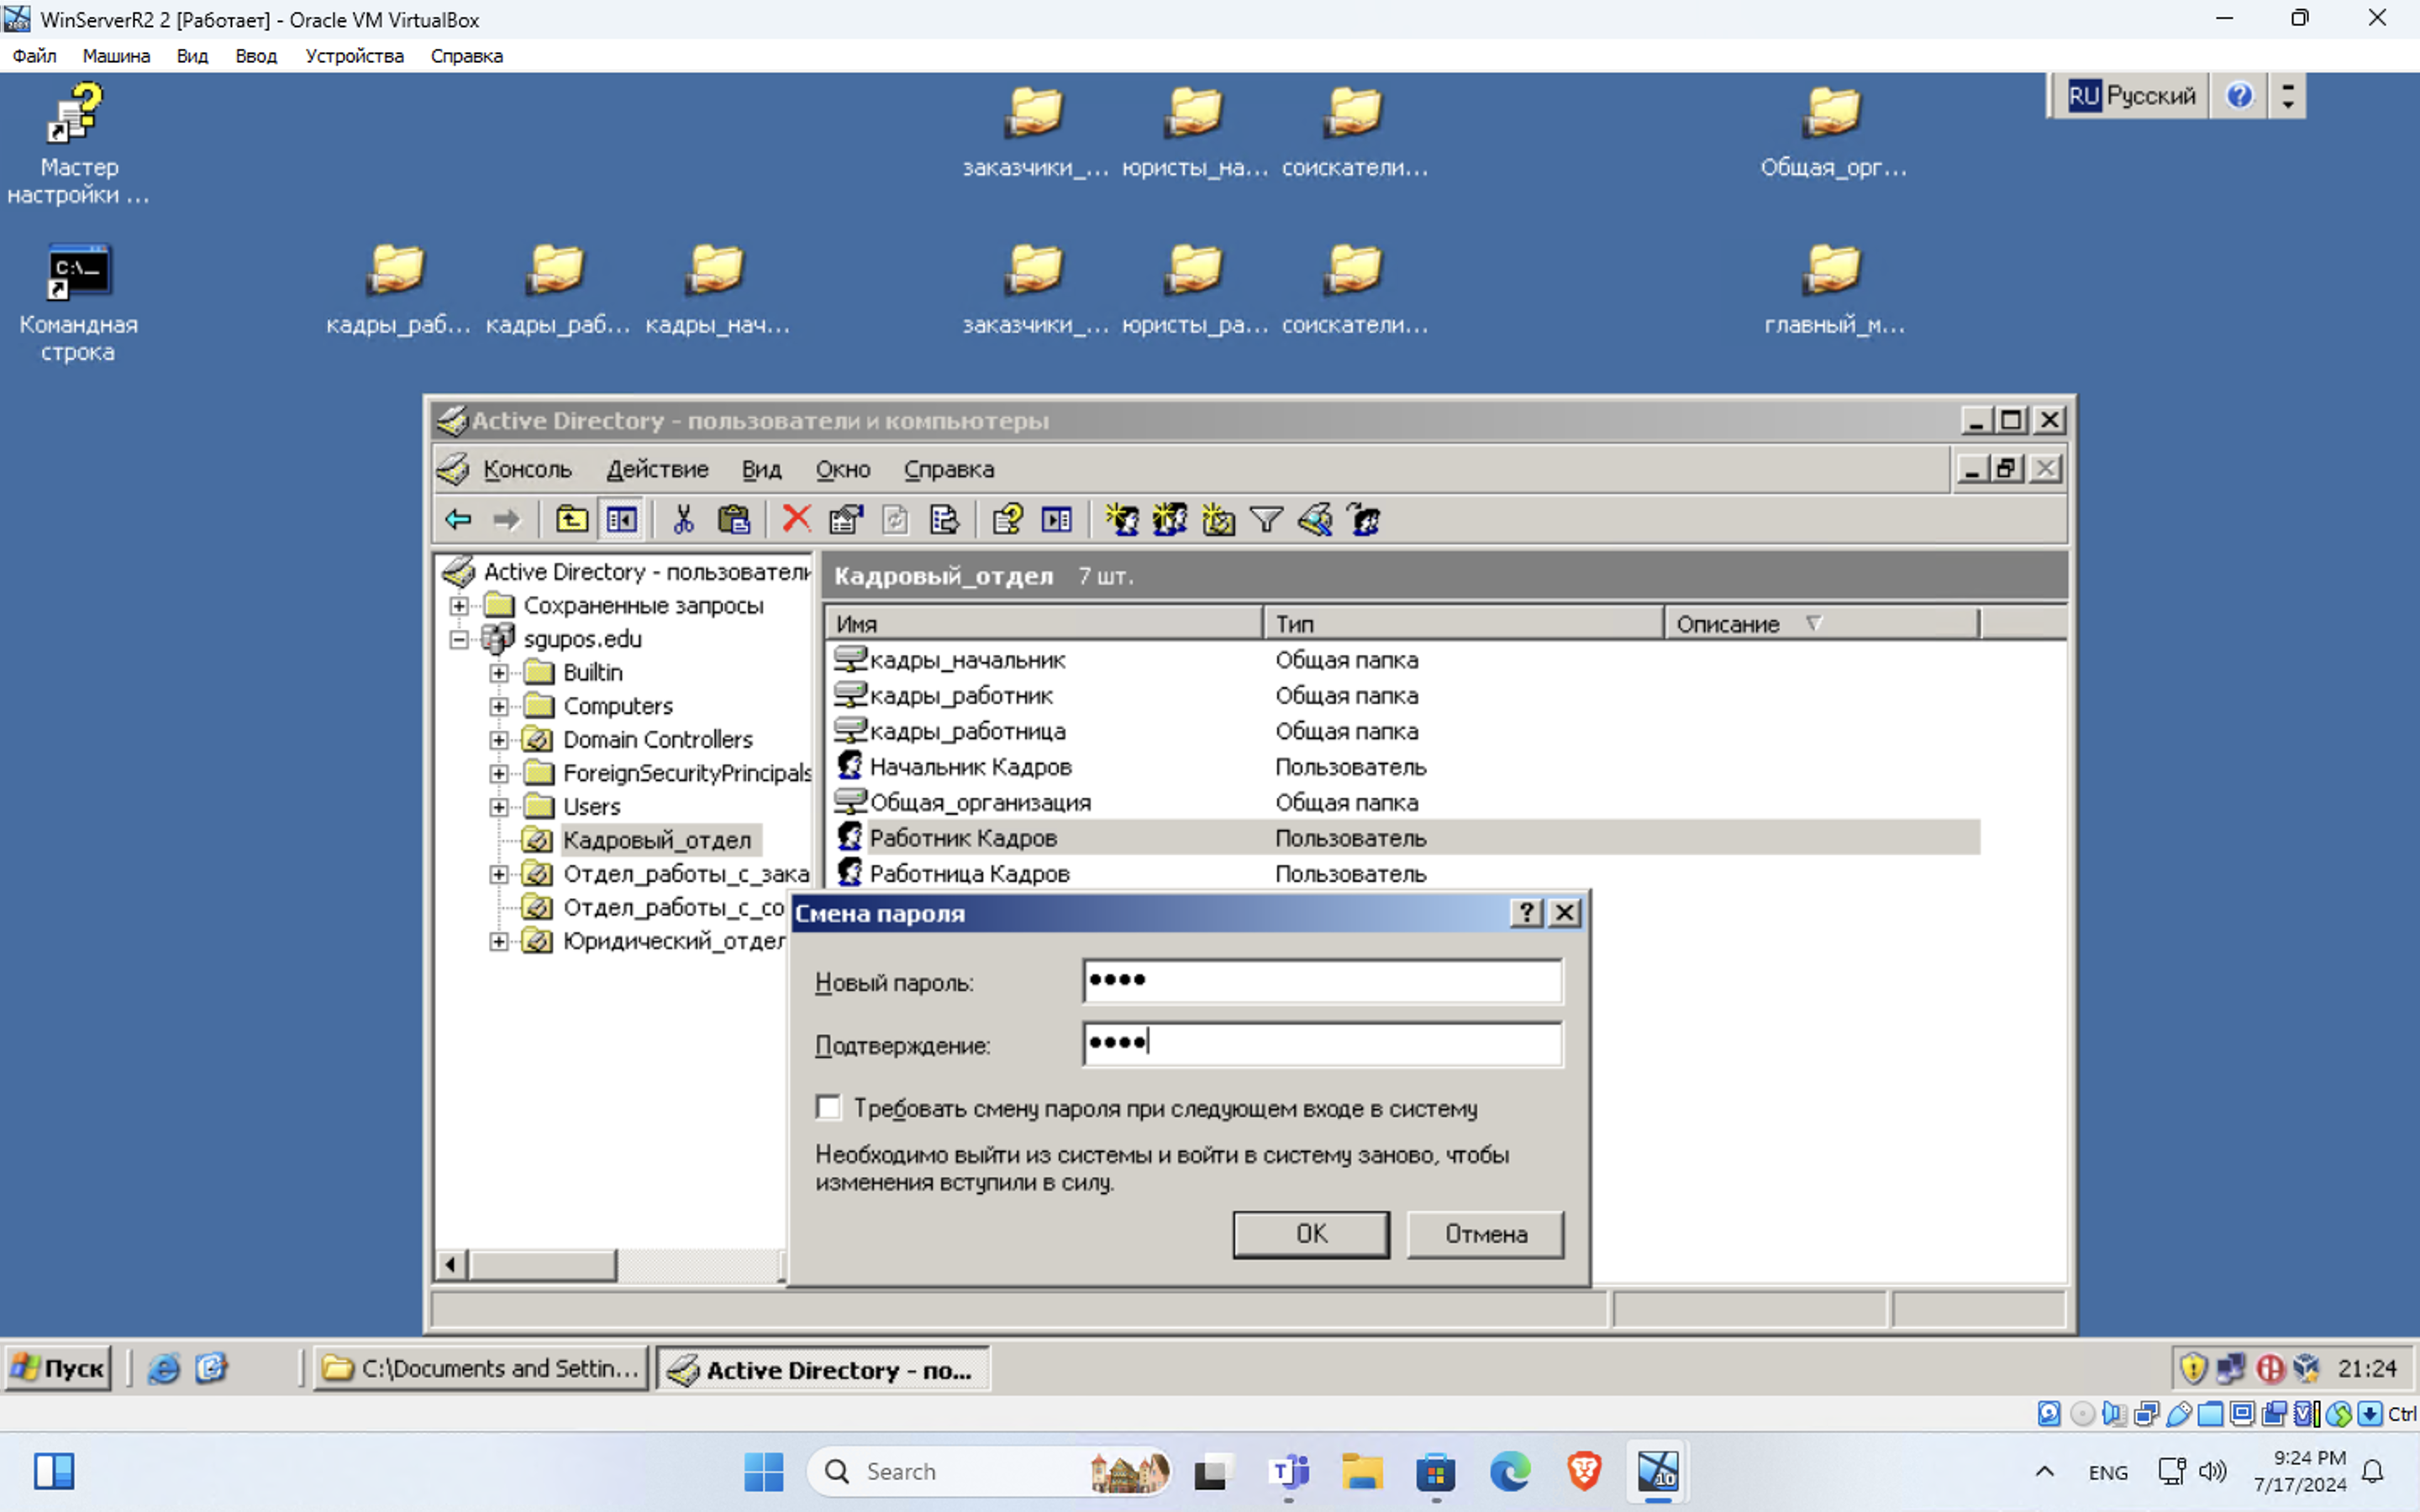 WinServerR2 2 [Работает] - Oracle VM VirtualBox
Файл Машина Вид Ввод Устройства Справка
RU Русский
Мастер
настройки ...
заказчики_... юристы_на... соискатели... Общая_орг...
Командная
строка
кадры_раб... кадры_раб... кадры_нач... заказчики_... юристы_ра... соискатели... главный_м...
Active Directory - пользователи и компьютеры
Консоль Действие Вид Окно Справка
Active Directory - пользователи
Сохраненные запросы
sgupos.edu
Builtin
Computers
Domain Controllers
ForeignSecurityPrincipals
Users
Кадровый_отдел
Отдел_работы_с_зака
Отдел_работы_с_со
Юридический_отдел
Кадровый_отдел 7 шт.
Имя Тип Описание
кадры_начальник Общая папка
кадры_работник Общая папка
кадры_работница Общая папка
Начальник Кадров Пользователь
Общая_организация Общая папка
Работник Кадров Пользователь
Работница Кадров Пользователь
Смена пароля
Новый пароль: ●●●●
Подтверждение: ●●●●
Требовать смену пароля при следующем входе в систему
Необходимо выйти из системы и войти в систему заново, чтобы
изменения вступили в силу.
OK Отмена
Пуск C:\Documents and Settin... Active Directory - по... 21:24
Ctrl
Search ENG 9:24 PM
7/17/2024